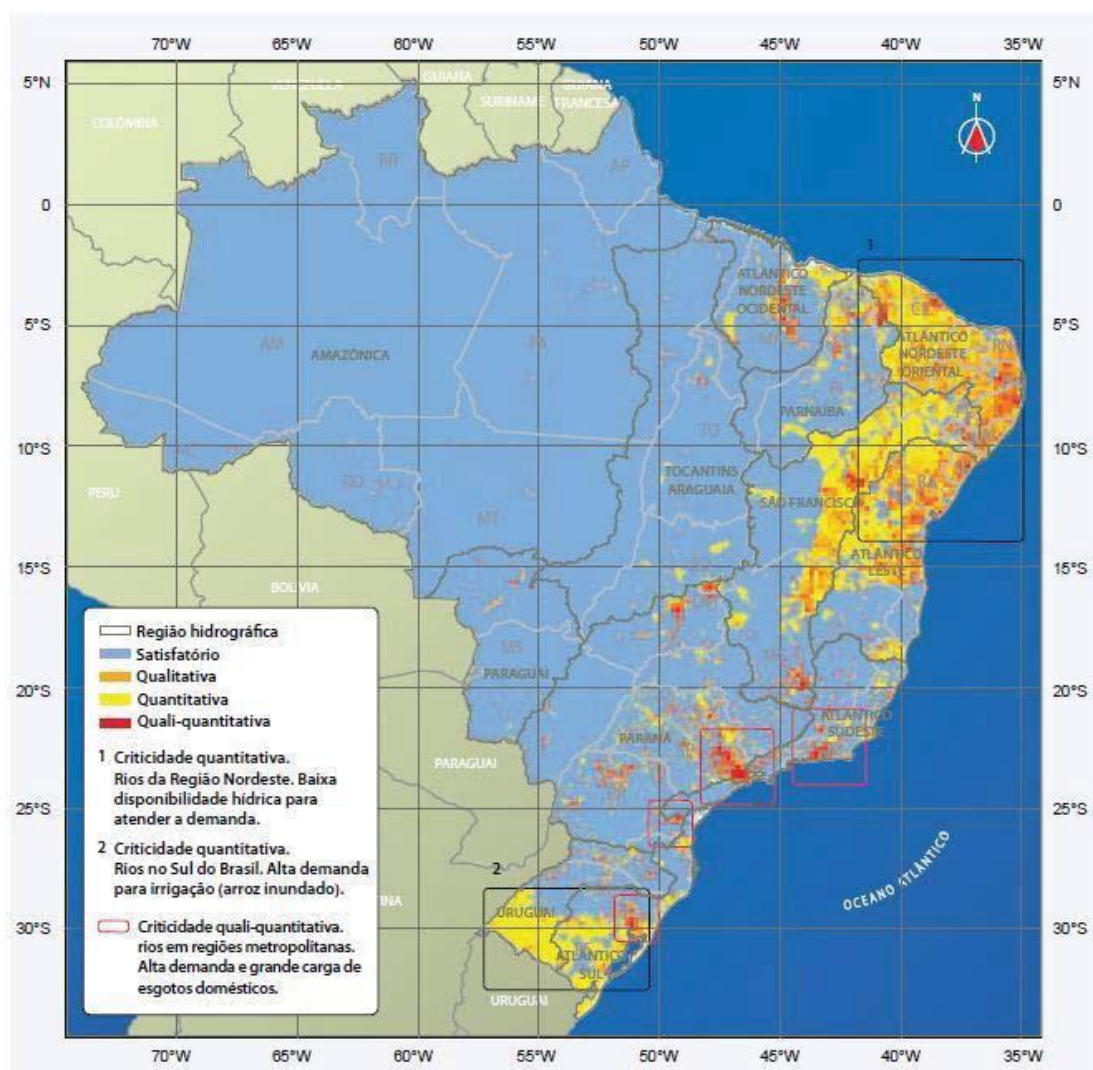 70°W 65°W 60°W 55°W 50°W 45°W 40°W 35°W
5°N 5°N
VENEZUELA
GUIANA
SURINAME
GUIANA
FRANCESA
COLÔMBIA
N
RR
AP
0 0
1
ATLÂNTICO
NORDESTE
OCIDENTAL
CE
5°S 5°S
AM
AMAZÔNICA
PA
MA
ATLÂNTICO
NORDESTE
ORIENTAL
RN
PI
PARNAÍBA
TO
10°S 10°S
AC
PERU
RO
TOCANTINS
ARAGUAIA
SÃO FRANCISCO
BA
MT
ATLÂNTICO
LESTE
15°S 15°S
BOLIVIA
Região hidrográfica
Satisfatório
Qualitativa
Quantitativa
Quali-quantitativa
MS
PARAGUAI
20°S 20°S
ATLÂNTICO
SUDESTE
PARANÁ
PARAGUAI
1 Criticidade quantitativa.
Rios da Região Nordeste. Baixa
disponibilidade hídrica para
atender a demanda.
25°S 25°S
2 Criticidade quantitativa.
Rios no Sul do Brasil. Alta demanda
para irrigação (arroz inundado).
2
OCEANO ATLÂNTICO
TINA
URUGUAI
30°S 30°S
Criticidade quali-quantitativa.
rios em regiões metropolitanas.
Alta demanda e grande carga de
esgotos domésticos.
ATLÂNTICO
SUL
URUGUAI
70°W 65°W 60°W 55°W 50°W 45°W 40°W 35°W